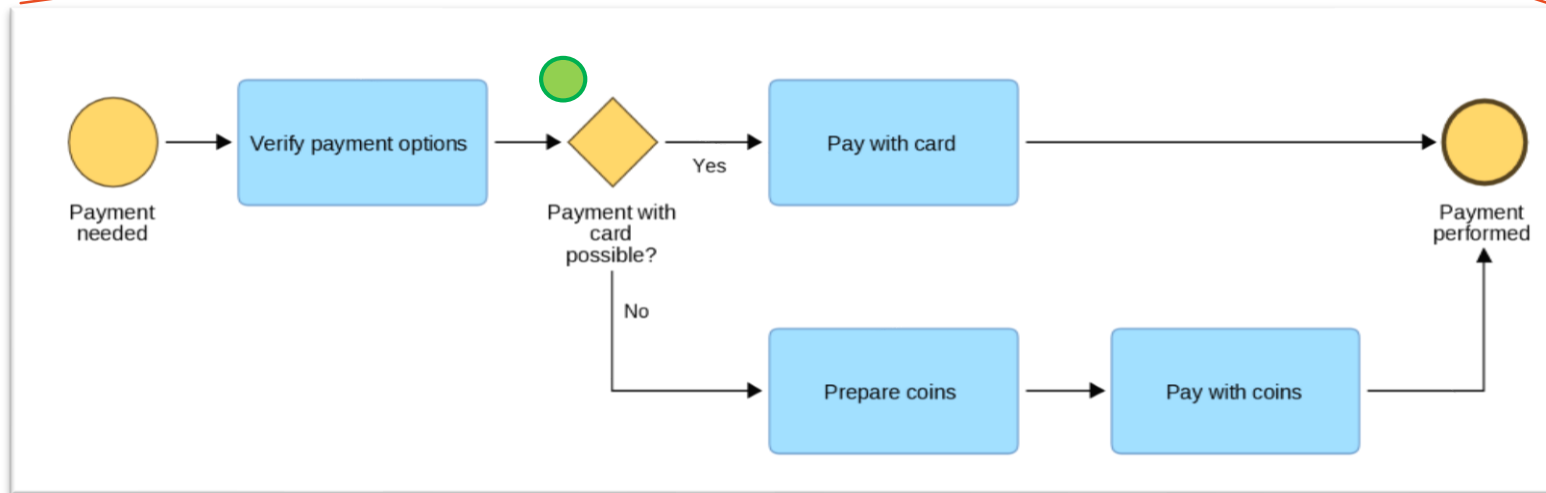 Verify payment options
Pay with card
Yes
Payment
needed
Payment with
card
possible?
Payment
performed
No
Prepare coins
Pay with coins